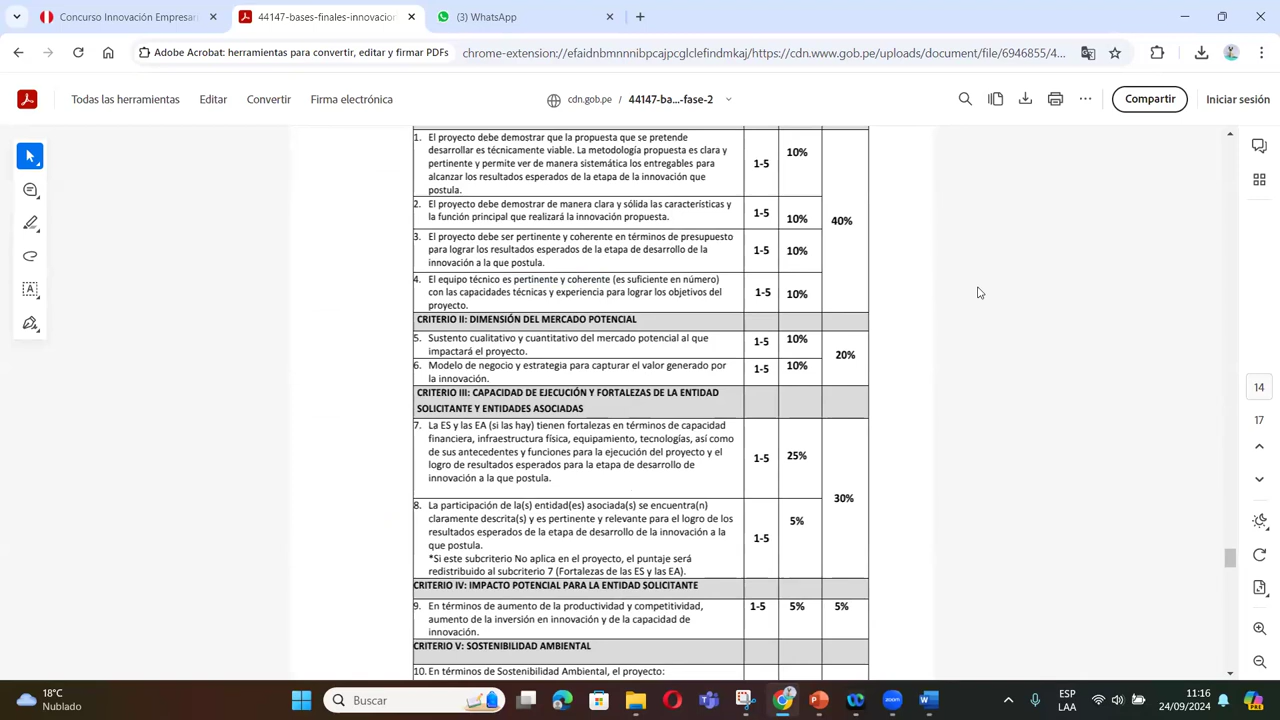 Concurso Innovación Empresar
44147-bases-finales-innovacion
(3) WhatsApp
Adobe Acrobat: herramientas para convertir, editar y firmar PDFs
chrome-extension://efaidnbmnnnibpcajpcglclefindmkaj/https://cdn.www.gob.pe/uploads/document/file/6946855/4...
Todas las herramientas
Editar
Convertir
Firma electrónica
cdn.gob.pe / 44147-ba...-fase-2
Compartir
Iniciar sesión
1. El proyecto debe demostrar que la propuesta que se pretende
desarrollar es técnicamente viable. La metodología propuesta es clara y
pertinente y permite ver de manera sistemática los entregables para
alcanzar los resultados esperados de la etapa de la innovación que
postula.
1-5
10%
2. El proyecto debe demostrar de manera clara y sólida las características y
la función principal que realizará la innovación propuesta.
1-5
10%
40%
3. El proyecto debe ser pertinente y coherente en términos de presupuesto
para lograr los resultados esperados de la etapa de desarrollo de la
innovación a la que postula.
1-5
10%
4. El equipo técnico es pertinente y coherente (es suficiente en número)
con las capacidades técnicas y experiencia para lograr los objetivos del
proyecto.
1-5
10%
CRITERIO II: DIMENSIÓN DEL MERCADO POTENCIAL
5. Sustento cualitativo y cuantitativo del mercado potencial al que
impactará el proyecto.
1-5
10%
20%
6. Modelo de negocio y estrategia para capturar el valor generado por
la innovación.
1-5
10%
CRITERIO III: CAPACIDAD DE EJECUCIÓN Y FORTALEZAS DE LA ENTIDAD
SOLICITANTE Y ENTIDADES ASOCIADAS
7. La ES y las EA (si las hay) tienen fortalezas en términos de capacidad
financiera, infraestructura física, equipamiento, tecnologías, así como
de sus antecedentes y funciones para la ejecución del proyecto y el
logro de resultados esperados para la etapa de desarrollo de
innovación a la que postula.
1-5
25%
30%
8. La participación de la(s) entidad(es) asociada(s) se encuentra(n)
claramente descrita(s) y es pertinente y relevante para el logro de los
resultados esperados de la etapa de desarrollo de la innovación a la
que postula.
*Si este subcriterio No aplica en el proyecto, el puntaje será
redistribuido al subcriterio 7 (Fortalezas de las ES y las EA).
1-5
5%
CRITERIO IV: IMPACTO POTENCIAL PARA LA ENTIDAD SOLICITANTE
9. En términos de aumento de la productividad y competitividad,
aumento de la inversión en innovación y de la capacidad de
innovación.
1-5
5%
5%
CRITERIO V: SOSTENIBILIDAD AMBIENTAL
10. En términos de Sostenibilidad Ambiental, el proyecto:
14
17
18°C
Nublado
Buscar
ESP
LAA
11:16
24/09/2024